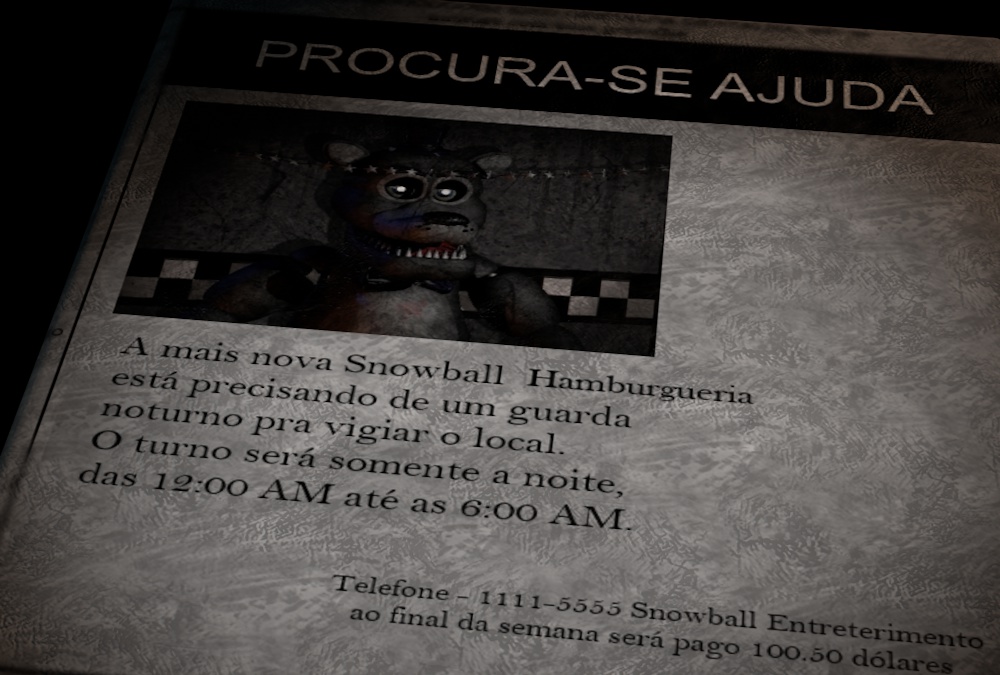 PROCURA-SE AJUDA
A mais nova Snowball Hamburgueria
está precisando de um guarda
noturno pra vigiar o local.
O turno será somente a noite,
das 12:00 AM até as 6:00 AM.
Telefone - 1111-5555 Snowball Entreterimento
ao final da semana será pago 100.50 dólares